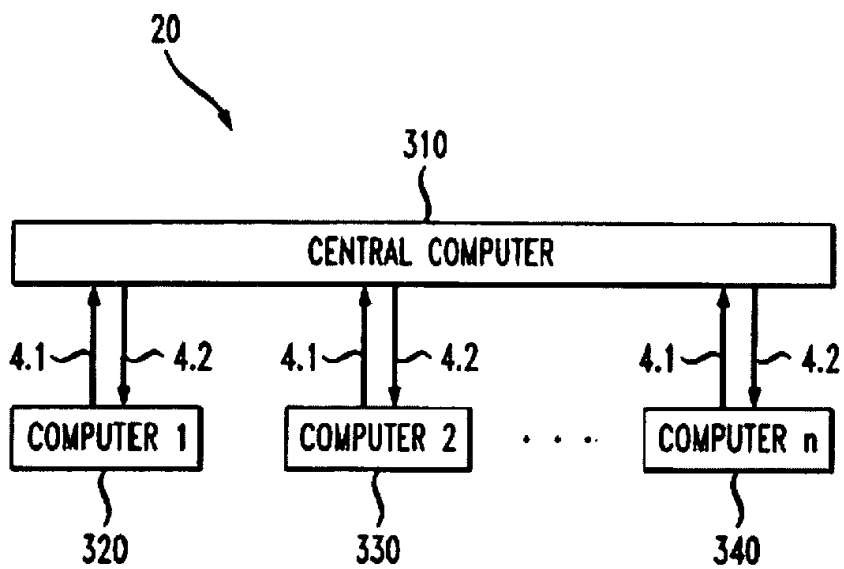 20
310
CENTRAL COMPUTER
4.1 4.2 4.1 4.2 4.1 4.2
COMPUTER 1 COMPUTER 2 . . . COMPUTER n
320 330 340